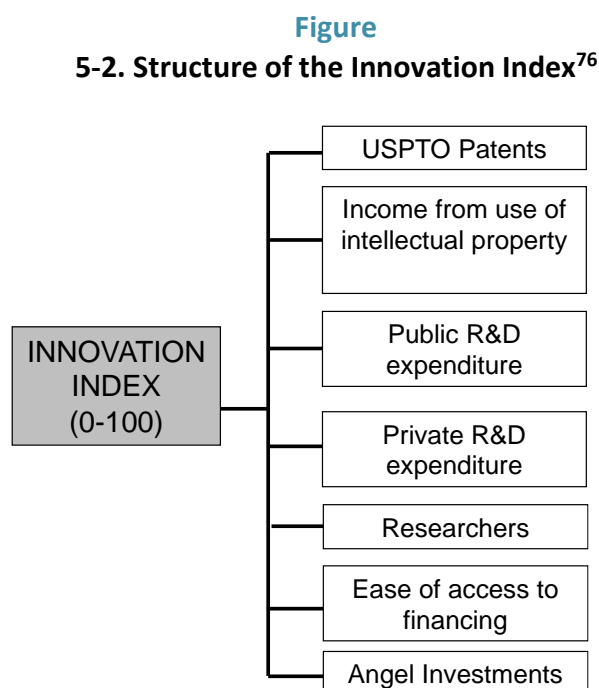 Figure
5-2. Structure of the Innovation Index76
USPTO Patents
Income from use of
intellectual property
Public R&D
expenditure
INNOVATION
INDEX
(0-100)
Private R&D
expenditure
Researchers
Ease of access to
financing
Angel Investments